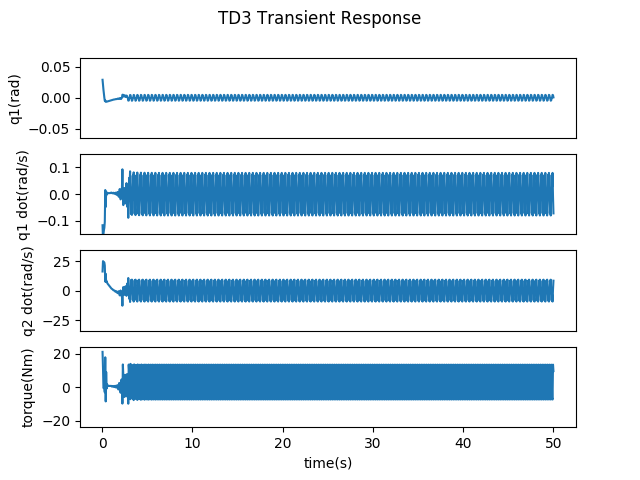 TD3 Transient Response
q1(rad)
0.05
0.00
−0.05
q1 dot(rad/s)
0.1
0.0
−0.1
q2 dot(rad/s)
25
0
−25
torque(Nm)
20
0
−20
0 10 20 30 40 50
time(s)